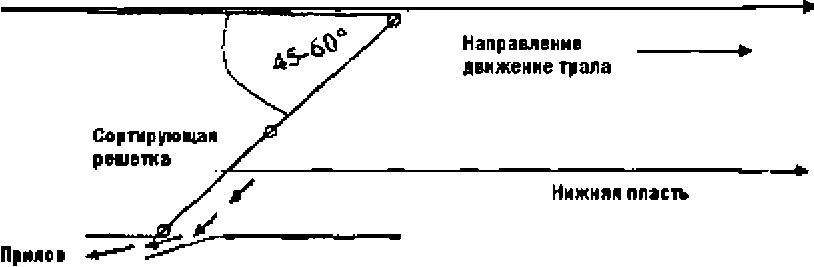 45-60°
Направление
движение трала
Сортирующая
решетка
Нижняя пласть
Прилов